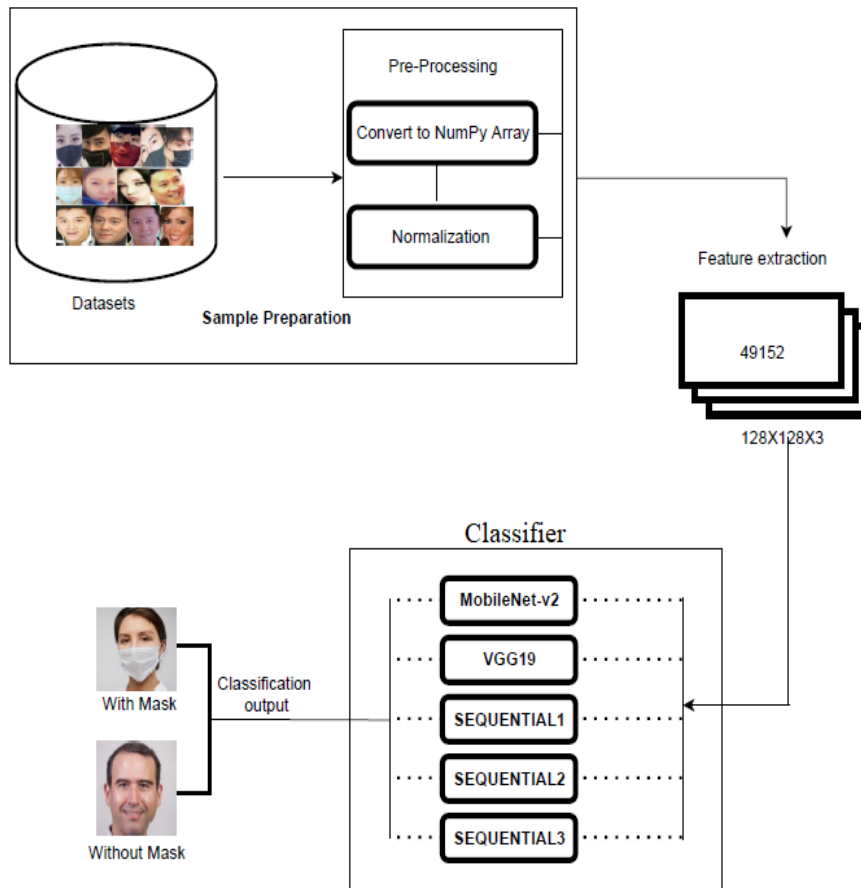 Pre-Processing
Convert to NumPy Array
Normalization
Datasets
Sample Preparation
Feature extraction
49152
128X128X3
Classifier
MobileNet-v2
VGG19
SEQUENTIAL1
SEQUENTIAL2
SEQUENTIAL3
Classification
output
With Mask
Without Mask